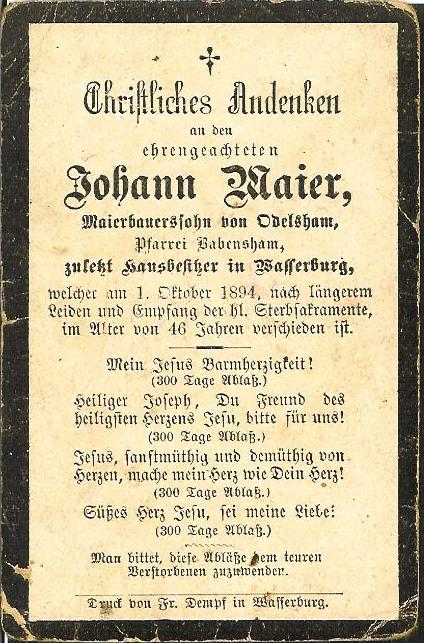 Christliches Andenken
an den
ehrengeachteten
Johann Maier,
Maierbauerssohn von Odelsham,
Pfarrei Babensham,
zuletzt Hausbesitzer in Wasserburg,
welcher am 1. Oktober 1894, nach längerem
Leiden und Empfang der hl. Sterbsakramente,
im Alter von 46 Jahren verschieden ist.
Mein Jesus Barmherzigkeit!
(300 Tage Ablaß.)
Heiliger Joseph, Du Freund des
heiligsten Herzens Jesu, bitte für uns!
(300 Tage Ablaß.)
Jesus, sanftmüthig und demüthig von
Herzen, mache mein Herz wie Dein Herz!
(300 Tage Ablaß.)
Süßes Herz Jesu, sei meine Liebe!
(300 Tage Ablaß.)
Man bittet, diese Abläße dem teuren
Verstorbenen zuzuwenden.
Druck von Fr. Dempf in Wasserburg.